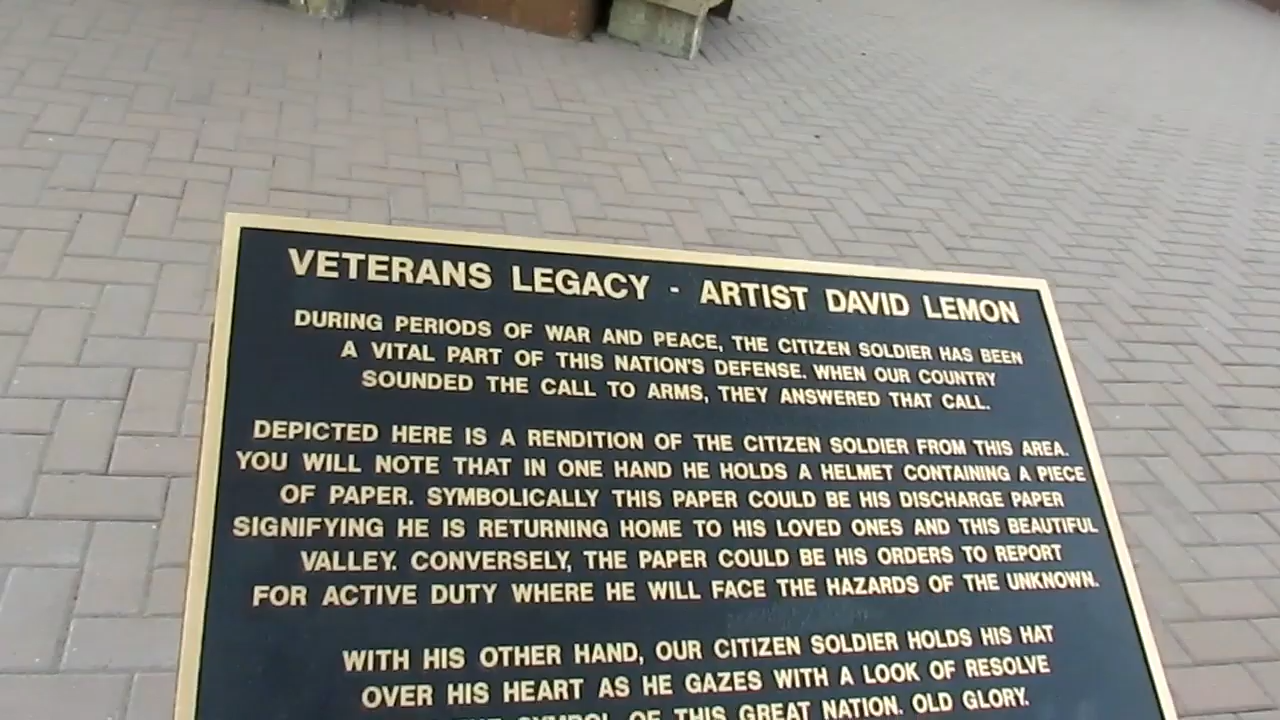 VETERANS LEGACY - ARTIST DAVID LEMON
DURING PERIODS OF WAR AND PEACE, THE CITIZEN SOLDIER HAS BEEN
A VITAL PART OF THIS NATION'S DEFENSE. WHEN OUR COUNTRY
SOUNDED THE CALL TO ARMS, THEY ANSWERED THAT CALL.
DEPICTED HERE IS A RENDITION OF THE CITIZEN SOLDIER FROM THIS AREA.
YOU WILL NOTE THAT IN ONE HAND HE HOLDS A HELMET CONTAINING A PIECE
OF PAPER. SYMBOLICALLY THIS PAPER COULD BE HIS DISCHARGE PAPER
SIGNIFYING HE IS RETURNING HOME TO HIS LOVED ONES AND THIS BEAUTIFUL
VALLEY. CONVERSELY, THE PAPER COULD BE HIS ORDERS TO REPORT
FOR ACTIVE DUTY WHERE HE WILL FACE THE HAZARDS OF THE UNKNOWN.
WITH HIS OTHER HAND, OUR CITIZEN SOLDIER HOLDS HIS HAT
OVER HIS HEART AS HE GAZES WITH A LOOK OF RESOLVE
THE SYMBOL OF THIS GREAT NATION. OLD GLORY.